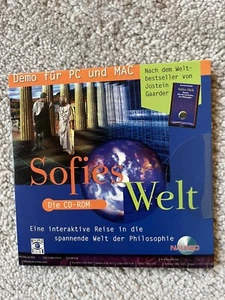 Demo für PC und MAC
Nach dem Welt-
bestseller von
Jostein
Gaarder
Sofies Welt
Die CD-ROM
Eine interaktive Reise in die
spannende Welt der Philosophie
NAVIGO